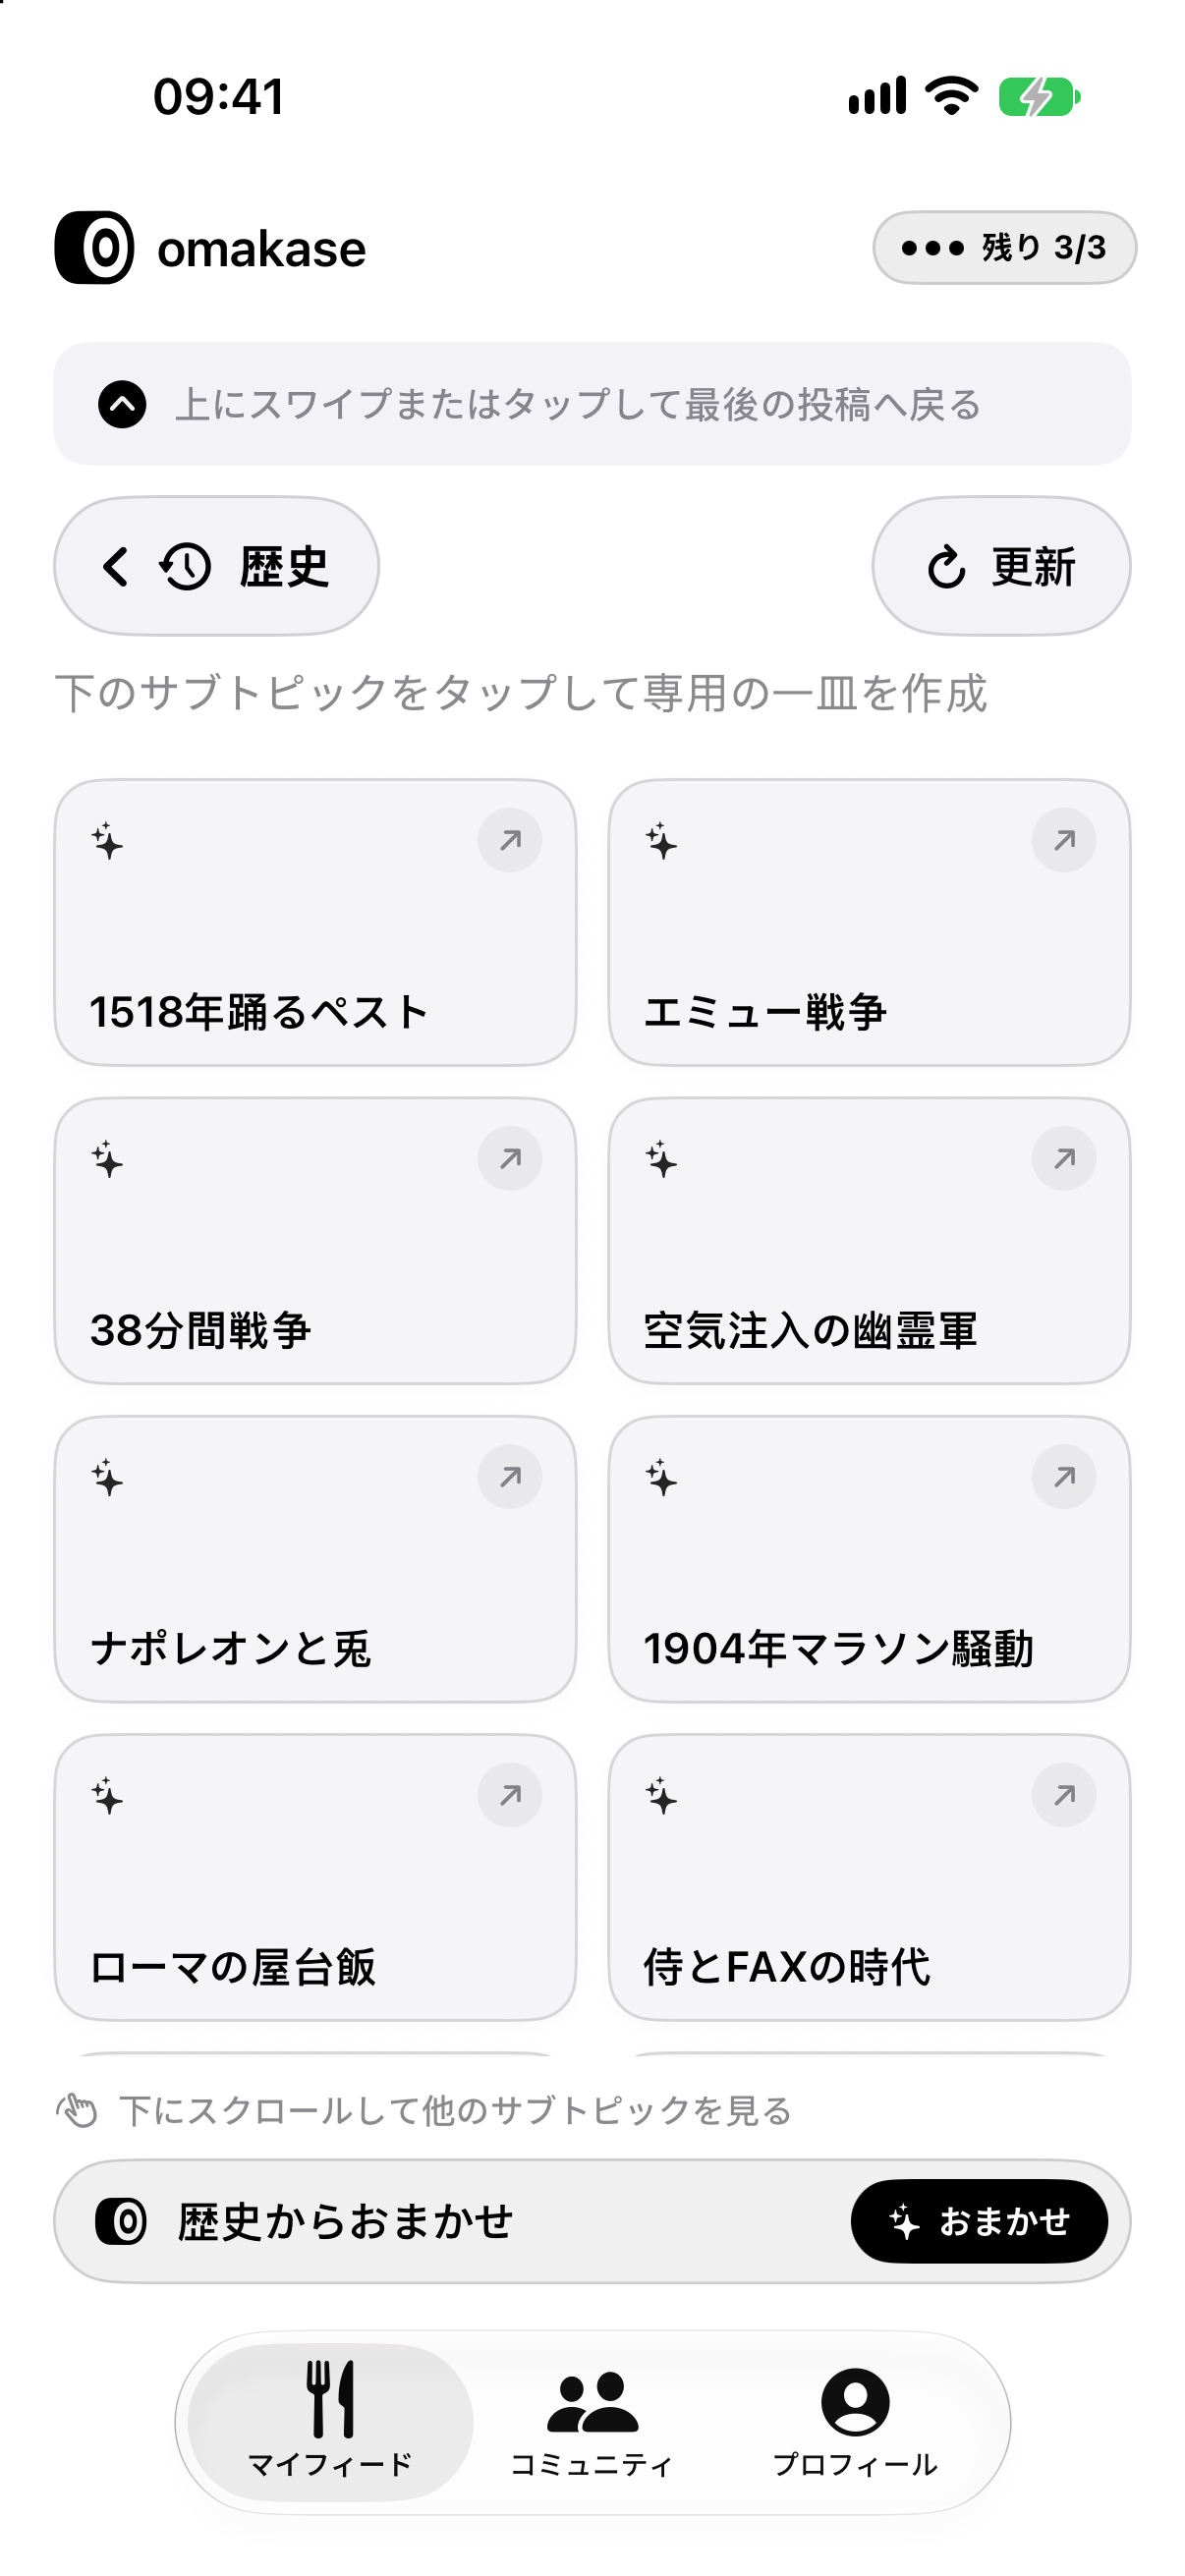 09:41
omakase
残り 3/3
上にスワイプまたはタップして最後の投稿へ戻る
歴史
更新
下のサブトピックをタップして専用の一皿を作成
1518年踊るペスト
エミュー戦争
38分間戦争
空気注入の幽霊軍
ナポレオンと兎
1904年マラソン騒動
ローマの屋台飯
侍とFAXの時代
下にスクロールして他のサブトピックを見る
歴史からおまかせ
おまかせ
マイフィード
コミュニティ
プロフィール